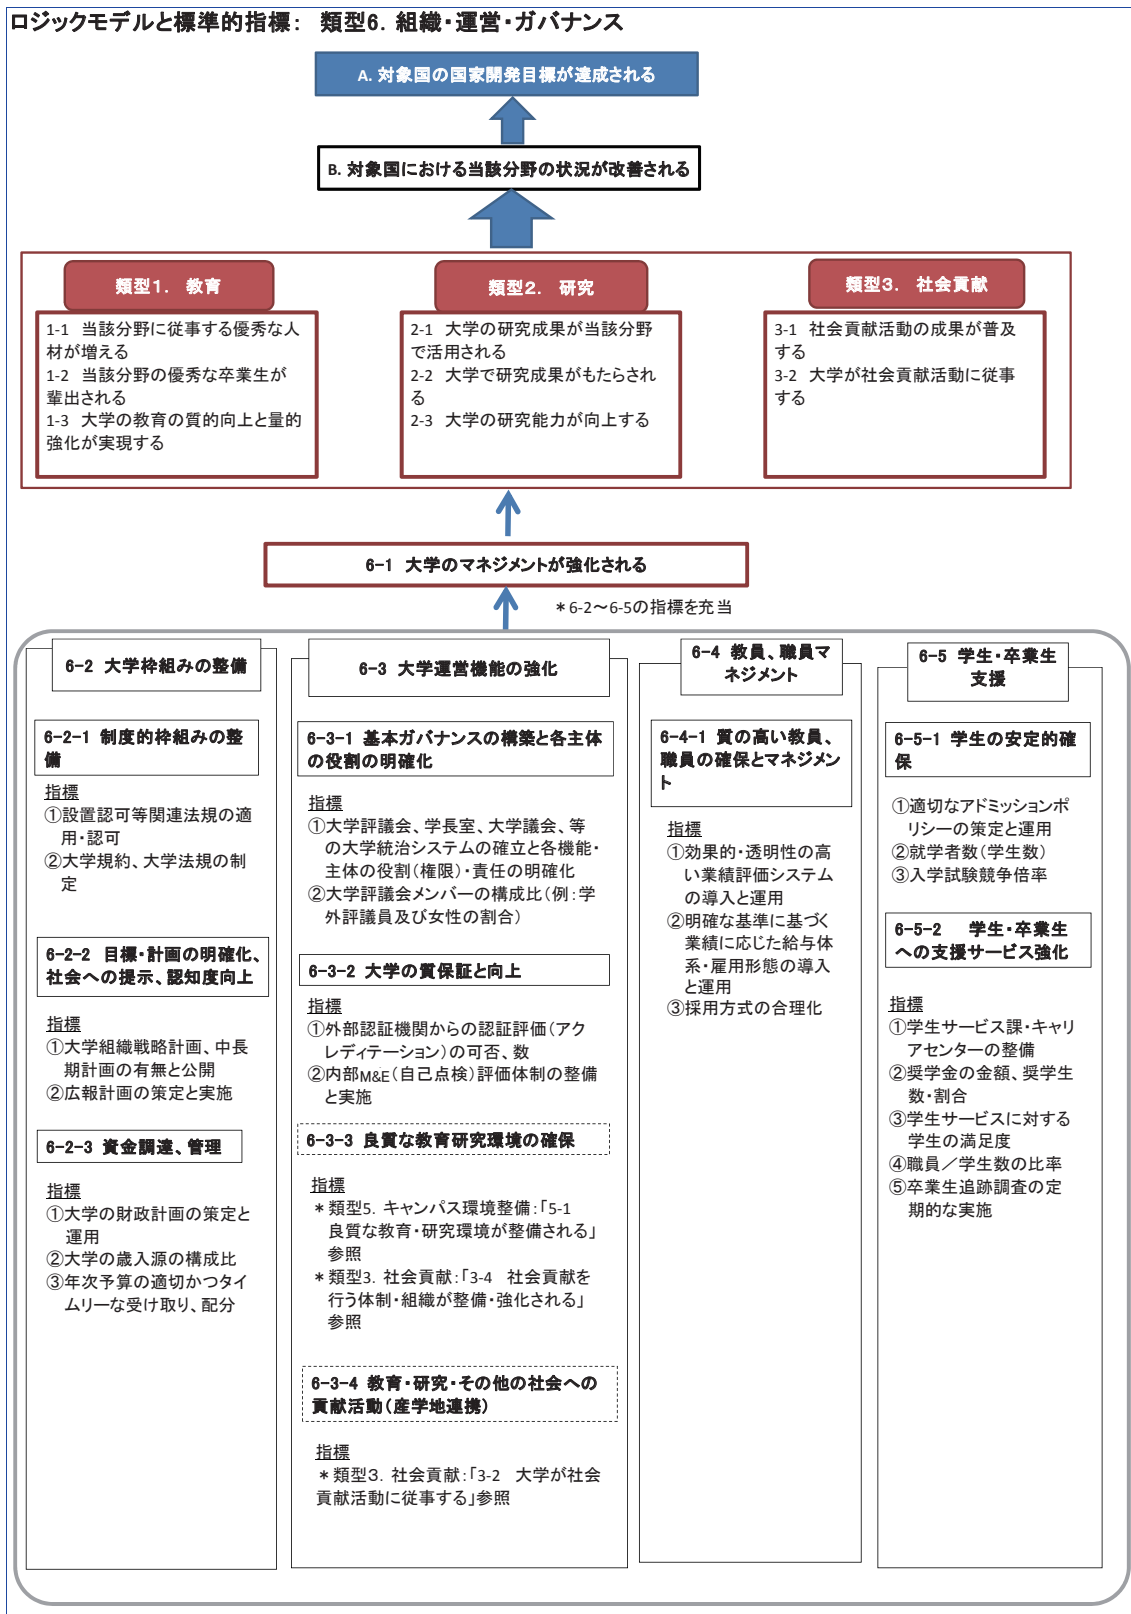 ロジックモデルと標準的指標： 類型6．組織・運営・ガバナンス
A. 対象国の国家開発目標が達成される
B. 対象国における当該分野の状況が改善される
類型1． 教育
1-1 当該分野に従事する優秀な人
材が増える
1-2 当該分野の優秀な卒業生が
輩出される
1-3 大学の教育の質的向上と量的
強化が実現する
類型2． 研究
2-1 大学の研究成果が当該分野
で活用される
2-2 大学で研究成果がもたらされ
る
2-3 大学の研究能力が向上する
類型3． 社会貢献
3-1 社会貢献活動の成果が普及
する
3-2 大学が社会貢献活動に従事
する
6-1 大学のマネジメントが強化される
＊6-2～6-5の指標を充当
6-2 大学枠組みの整備
6-2-1 制度的枠組みの整
備
指標
①設置認可等関連法規の適
用・認可
②大学規約、大学法規の制
定
6-2-2 目標・計画の明確化、
社会への提示、認知度向上
指標
①大学組織戦略計画、中長
期計画の有無と公開
②広報計画の策定と実施
6-2-3 資金調達、管理
指標
①大学の財政計画の策定と
運用
②大学の歳入源の構成比
③年次予算の適切かつタイ
ムリーな受け取り、配分
6-3 大学運営機能の強化
6-3-1 基本ガバナンスの構築と各主体
の役割の明確化
指標
①大学評議会、学長室、大学議会、等
の大学統治システムの確立と各機能・
主体の役割（権限）・責任の明確化
②大学評議会メンバーの構成比（例：学
外評議員及び女性の割合）
6-3-2 大学の質保証と向上
指標
①外部認証機関からの認証評価（アク
レディテーション）の可否、数
②内部M&E（自己点検）評価体制の整備
と実施
6-3-3 良質な教育研究環境の確保
指標
＊類型5．キャンパス環境整備：「5-1
良質な教育・研究環境が整備される」
参照
＊類型3．社会貢献：「3-4 社会貢献を
行う体制・組織が整備・強化される」
参照
6-3-4 教育・研究・その他の社会への
貢献活動（産学地連携）
指標
＊類型３．社会貢献：「3-2 大学が社会
貢献活動に従事する」参照
6-4 教員、職員マ
ネジメント
6-4-1 質の高い教員、
職員の確保とマネジメン
ト
指標
①効果的・透明性の高
い業績評価システム
の導入と運用
②明確な基準に基づく
業績に応じた給与体
系・雇用形態の導入
と運用
③採用方式の合理化
6-5 学生・卒業生
支援
6-5-1 学生の安定的確
保
①適切なアドミッションポ
リシーの策定と運用
②就学者数（学生数）
③入学試験競争倍率
6-5-2 学生・卒業生
への支援サービス強化
指標
①学生サービス課・キャリ
アセンターの整備
②奨学金の金額、奨学生
数・割合
③学生サービスに対する
学生の満足度
④職員／学生数の比率
⑤卒業生追跡調査の定
期的な実施